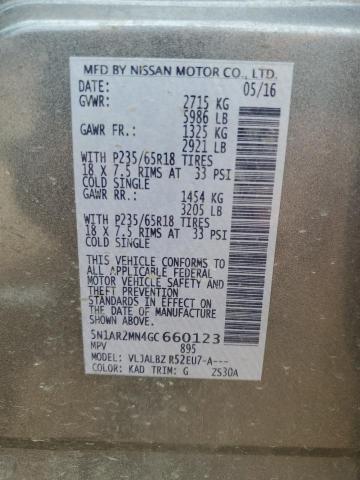 MFD BY NISSAN MOTOR CO., LTD.
DATE: 05/16
GVWR: 2715 KG
5986 LB
GAWR FR.: 1325 KG
2921 LB
WITH P235/65R18 TIRES
18 X 7.5 RIMS AT 33 PSI
COLD SINGLE
GAWR RR.: 1454 KG
3205 LB
WITH P235/65R18 TIRES
18 X 7.5 RIMS AT 33 PSI
COLD SINGLE
THIS VEHICLE CONFORMS TO
ALL APPLICABLE FEDERAL
MOTOR VEHICLE SAFETY
AND THEFT PREVENTION
STANDARDS IN EFFECT ON
THE DATE OF MANUFACTURE
SHOWN ABOVE.
5N1AR2MN4GC660123
MPV 895
MODEL: VLJALBZ R52EU7-A---
COLOR: KAD TRIM: G ZS30A